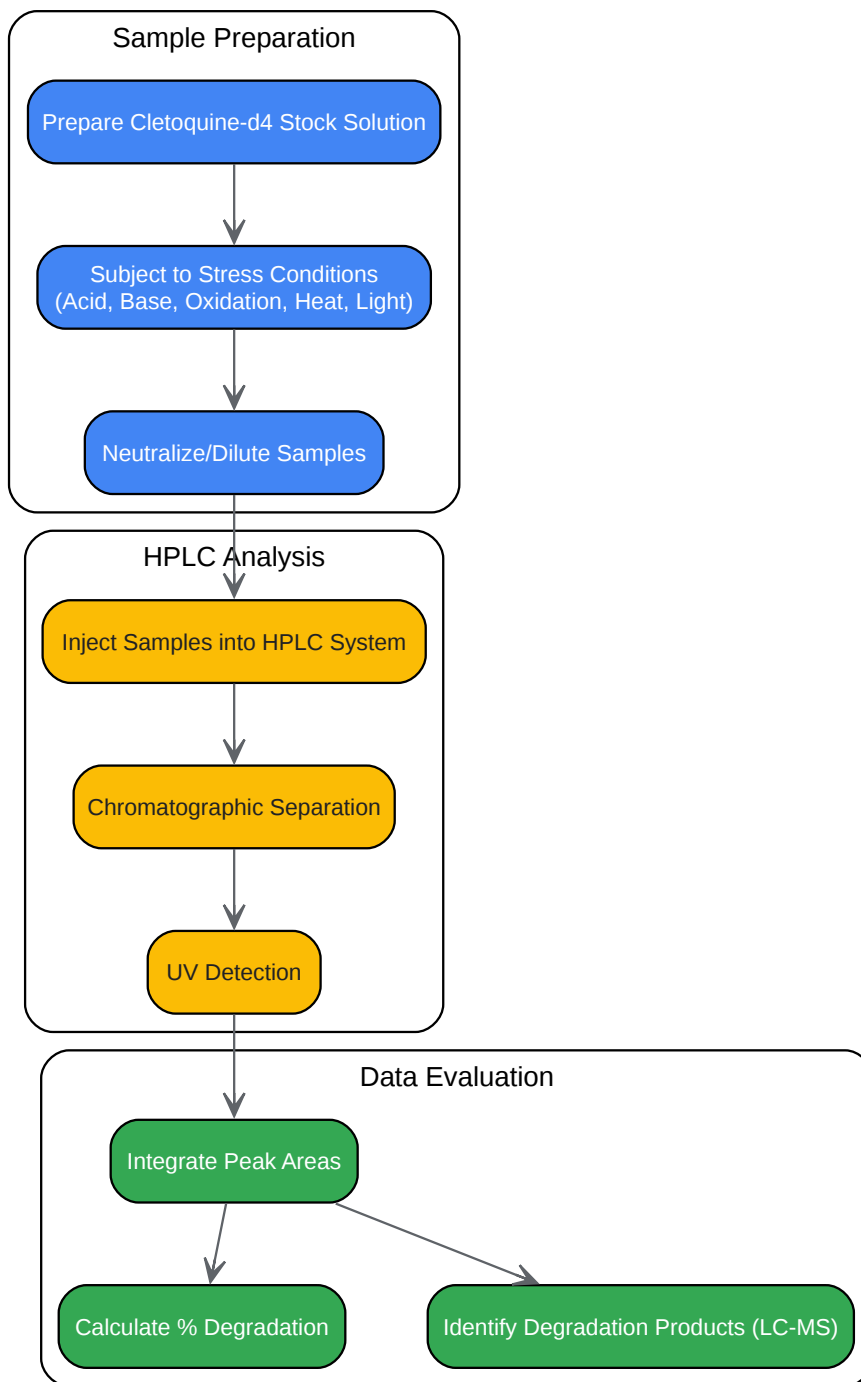 Sample Preparation
Prepare Cletoquine-d4 Stock Solution
Subject to Stress Conditions
(Acid, Base, Oxidation, Heat, Light)
Neutralize/Dilute Samples
HPLC Analysis
Inject Samples into HPLC System
Chromatographic Separation
UV Detection
Data Evaluation
Integrate Peak Areas
Calculate % Degradation
Identify Degradation Products (LC-MS)